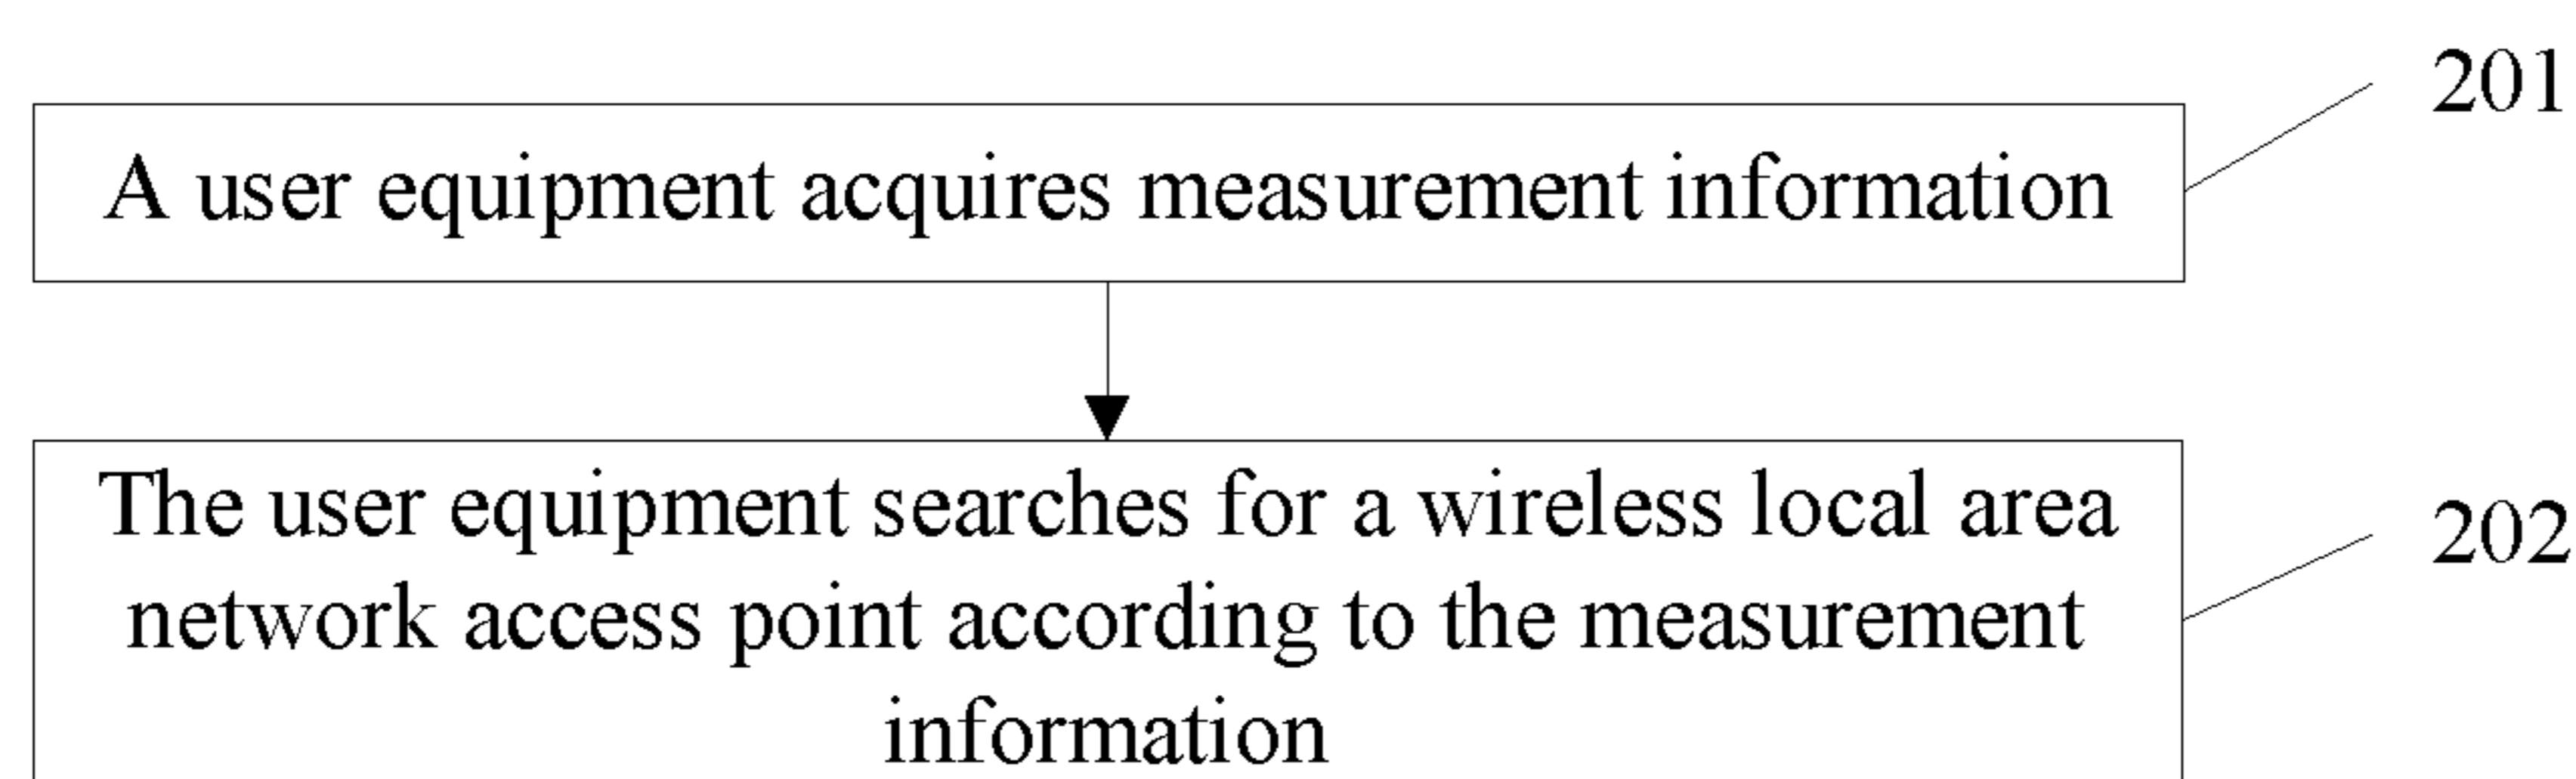 201
A user equipment acquires measurement information
The user equipment searches for a wireless local area
network access point according to the measurement
information
202